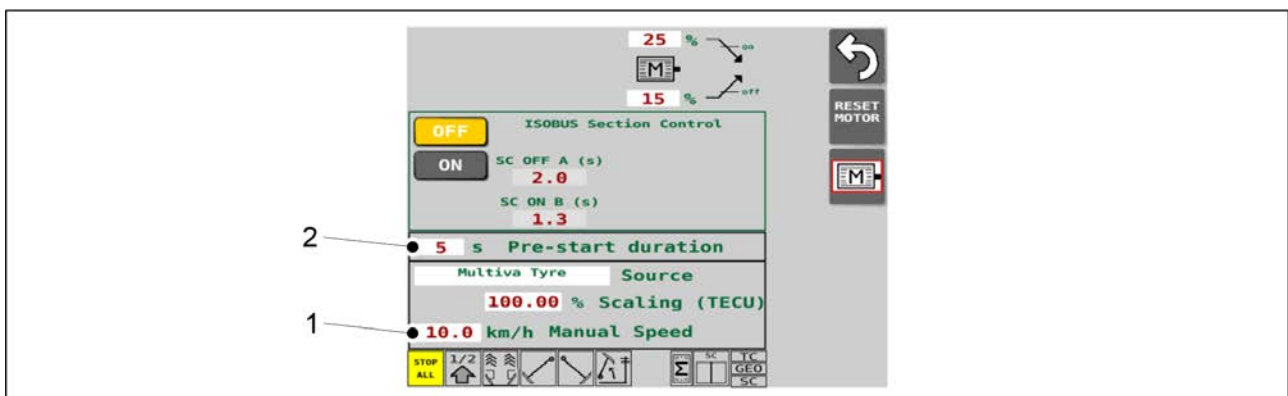 25 % on
M
15 % off
RESET
MOTOR
OFF
ISOBUS Section Control
ON
SC OFF A (s)
2.0
M
SC ON B (s)
1.3
2
5 s Pre-start duration
Multiva Tyre Source
100.00 % Scaling (TECU)
1
10.0 km/h Manual Speed
STOP
ALL
1/2
Σ
SC
TC
GEO
SC